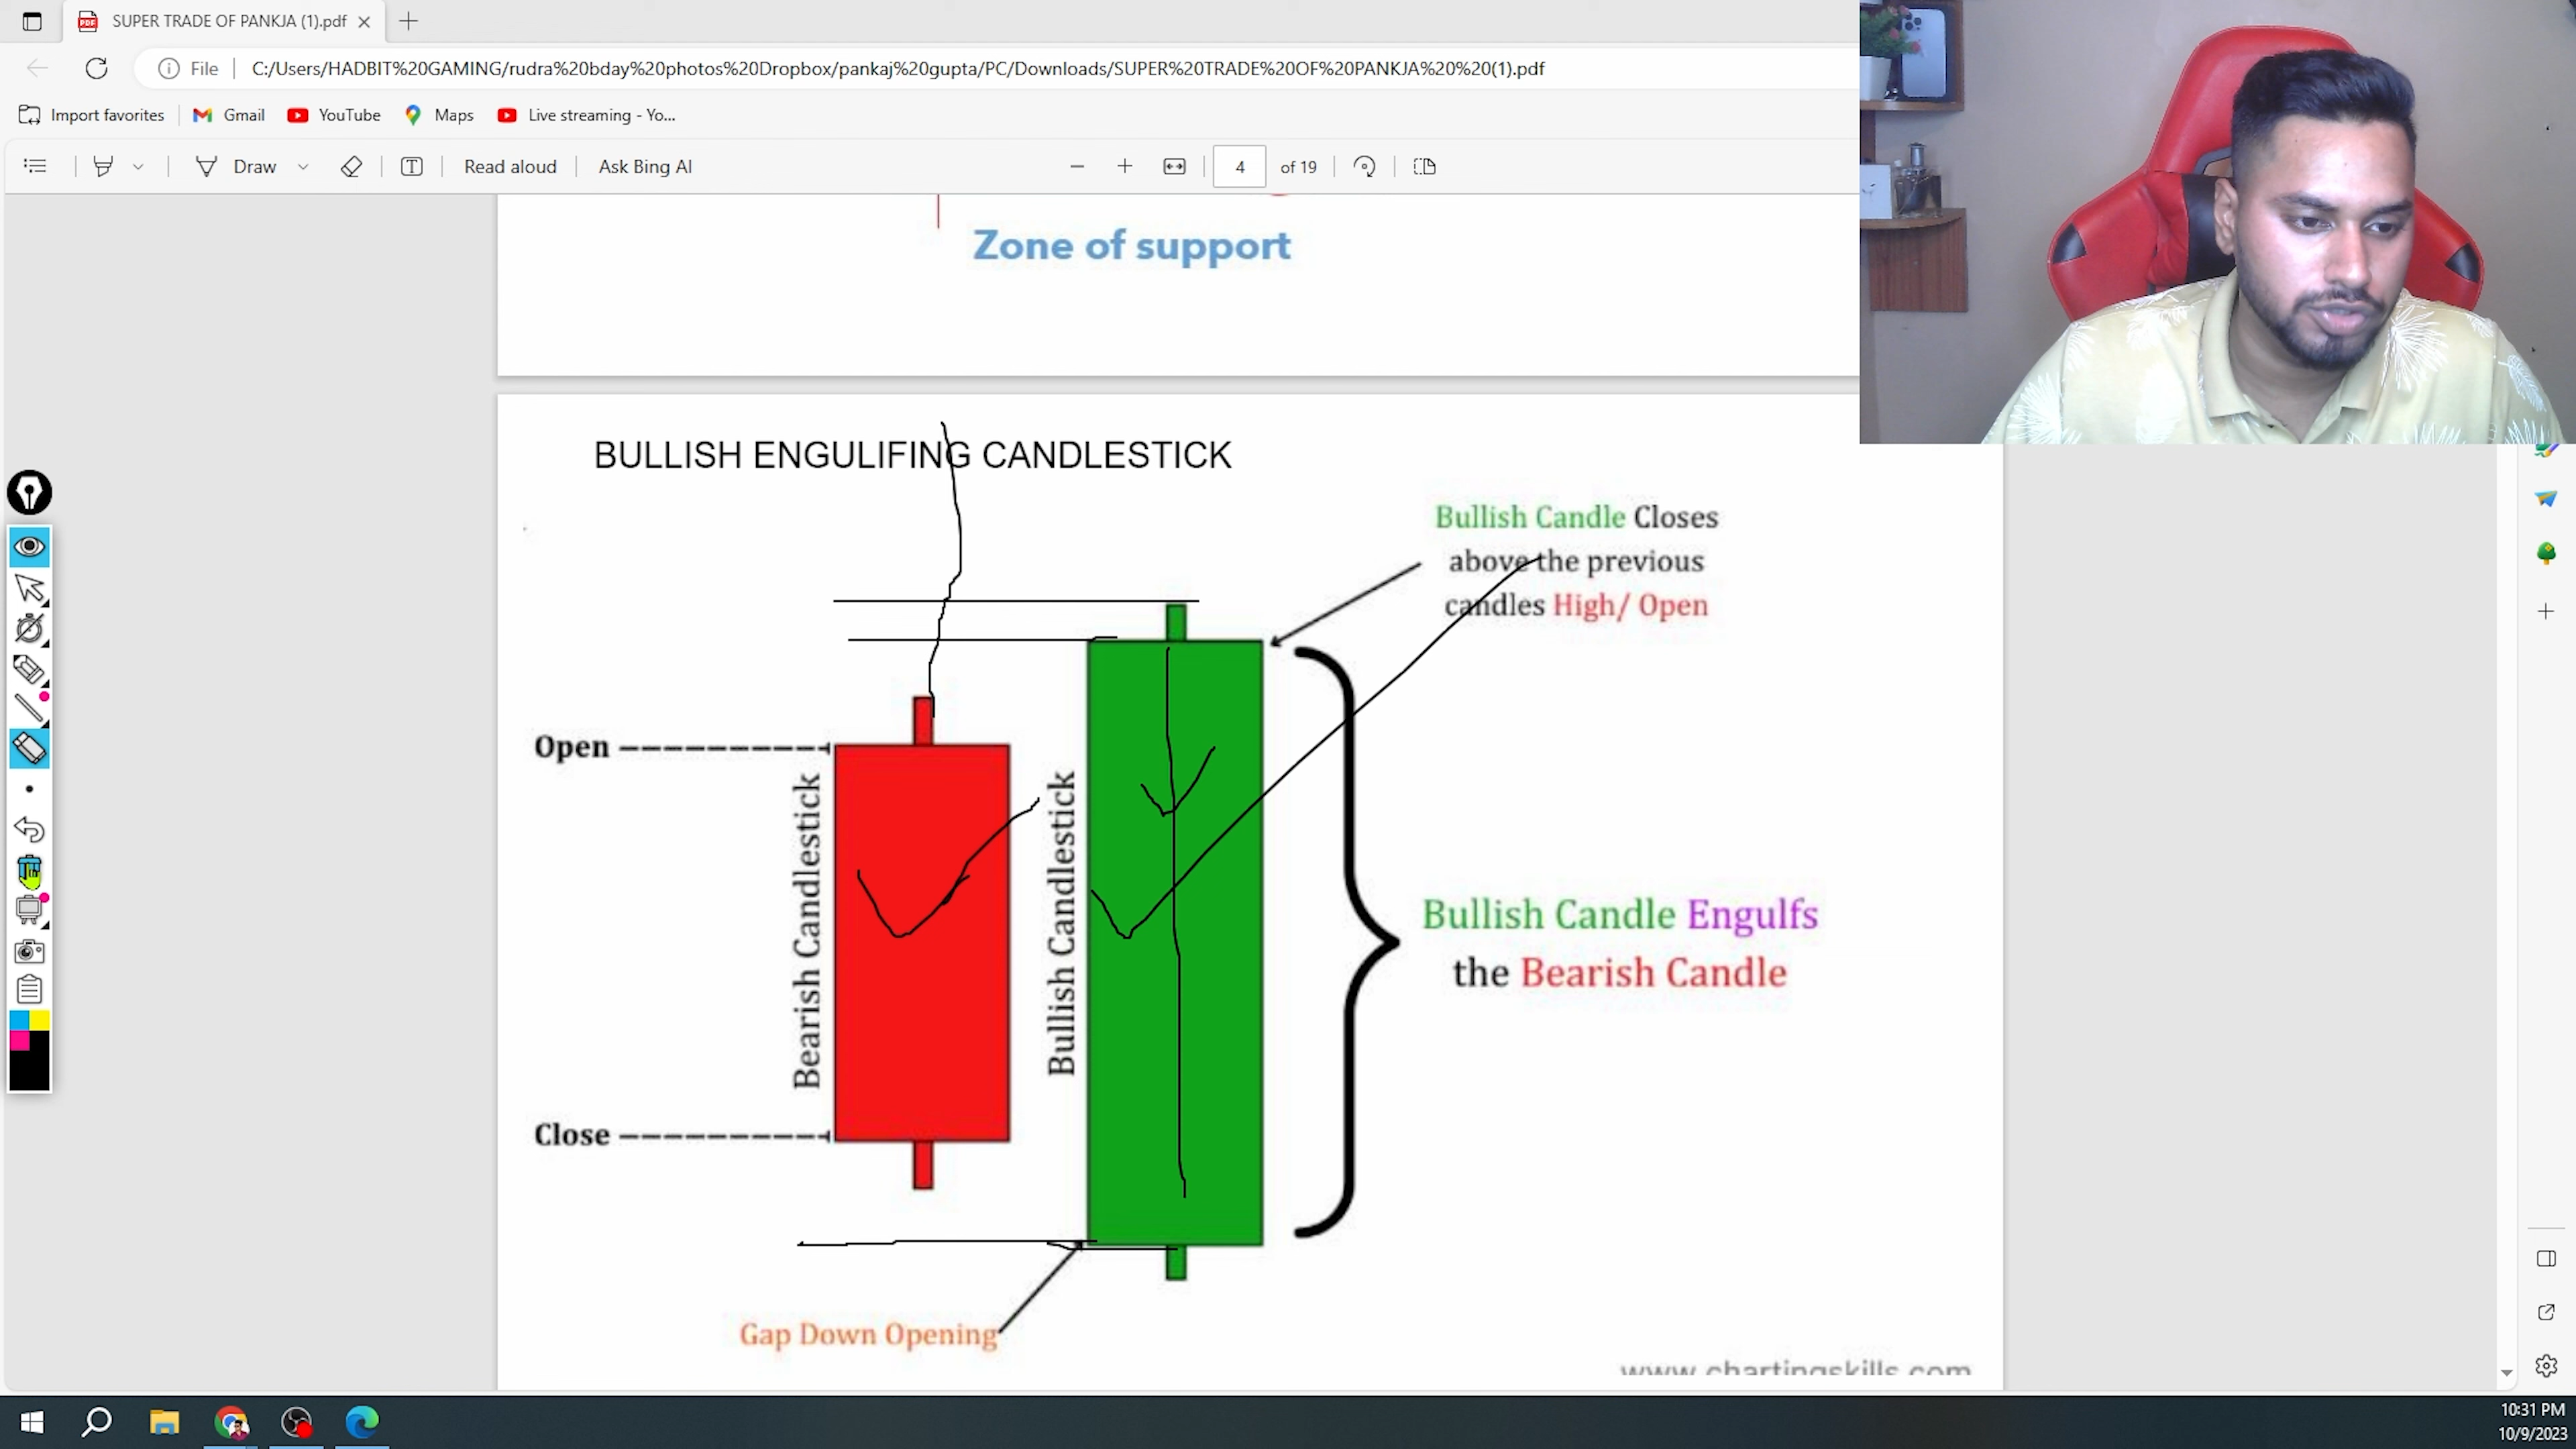 SUPER TRADE OF PANKJA (1).pdf
File
C:/Users/HADBIT%20GAMING/rudra%20bday%20photos%20Dropbox/pankaj%20gupta/PC/Downloads/SUPER%20TRADE%20OF%20PANKJA%20%20(1).pdf
Import favorites
Gmail
YouTube
Maps
Live streaming - Yo...
Draw
Read aloud
Ask Bing AI
4 of 19
Zone of support
BULLISH ENGULIFING CANDLESTICK
Bullish Candle Closes
above the previous
candles High/ Open
Open
Bearish Candlestick
Bullish Candlestick
Bullish Candle Engulfs
the Bearish Candle
Close
Gap Down Opening
www.chartingskills.com
10:31 PM
10/9/2023